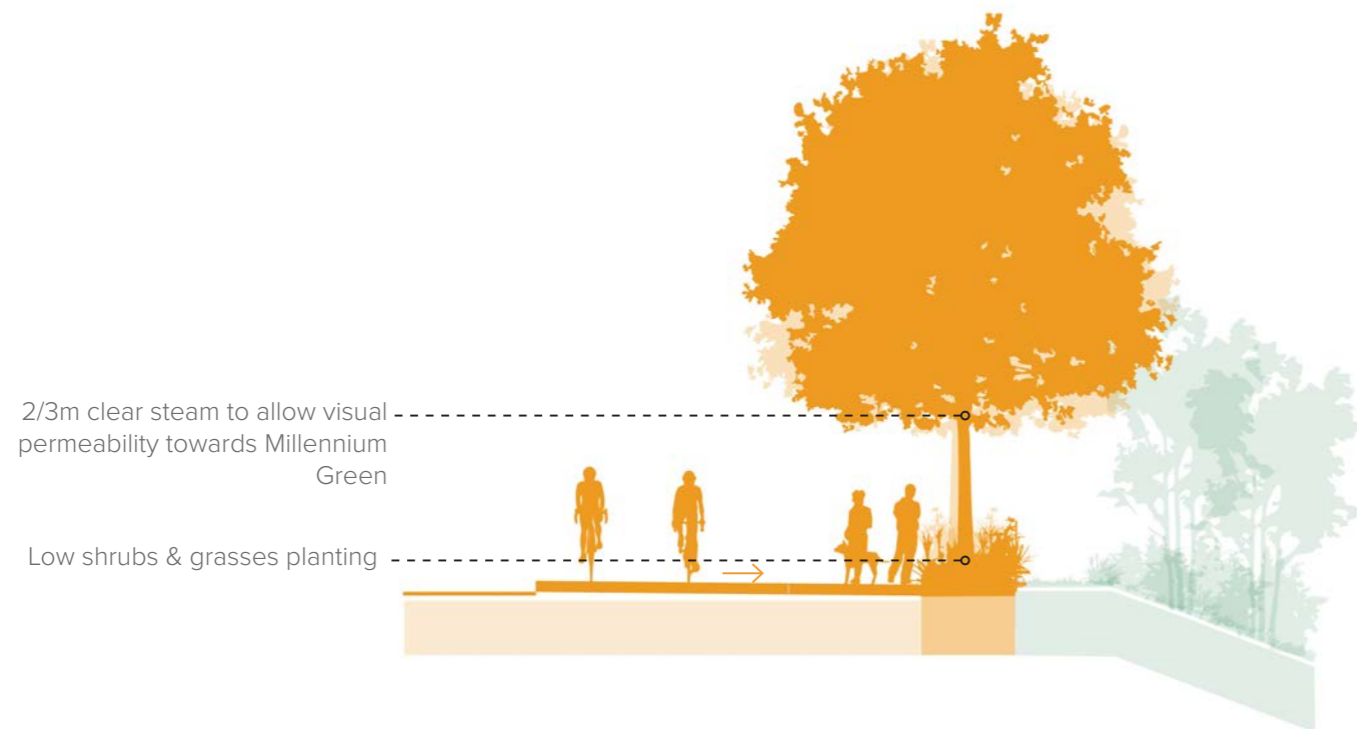 2/3m clear steam to allow visual
permeability towards Millennium
Green
Low shrubs & grasses planting